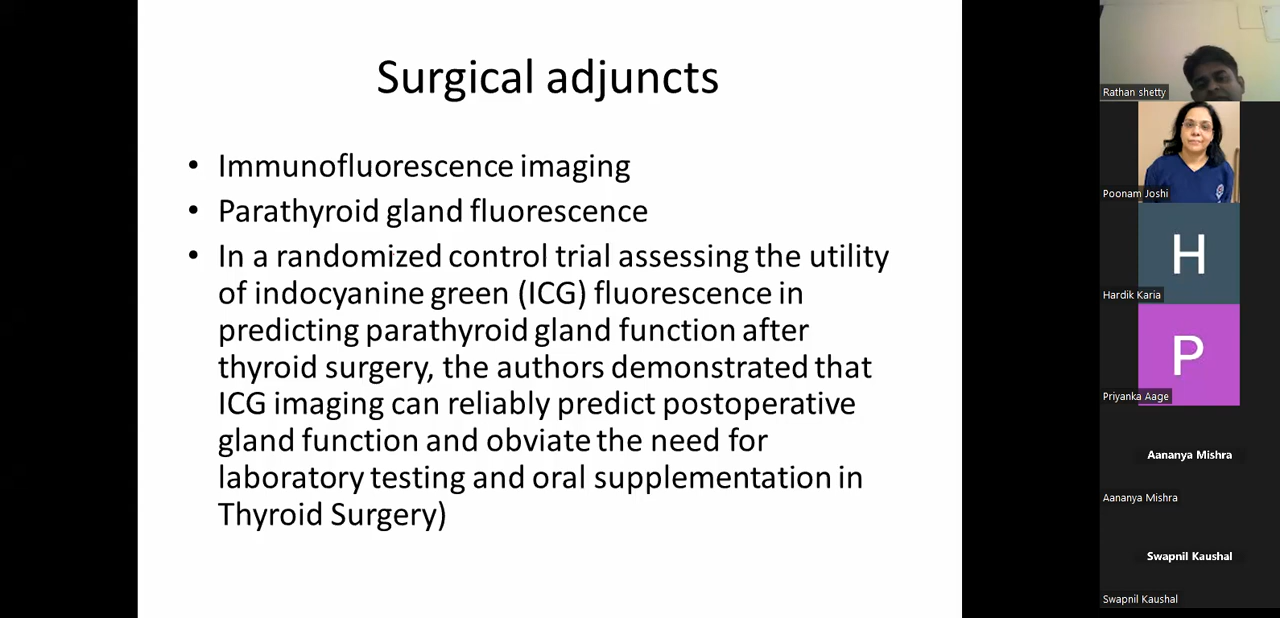 Surgical adjuncts
• Immunofluorescence imaging
• Parathyroid gland fluorescence
• In a randomized control trial assessing the utility
of indocyanine green (ICG) fluorescence in
predicting parathyroid gland function after
thyroid surgery, the authors demonstrated that
ICG imaging can reliably predict postoperative
gland function and obviate the need for
laboratory testing and oral supplementation in
Thyroid Surgery)
Rathan shetty
Poonam Joshi
H
Hardik Karia
P
Priyanka Aage
Aananya Mishra
Aananya Mishra
Swapnil Kaushal
Swapnil Kaushal